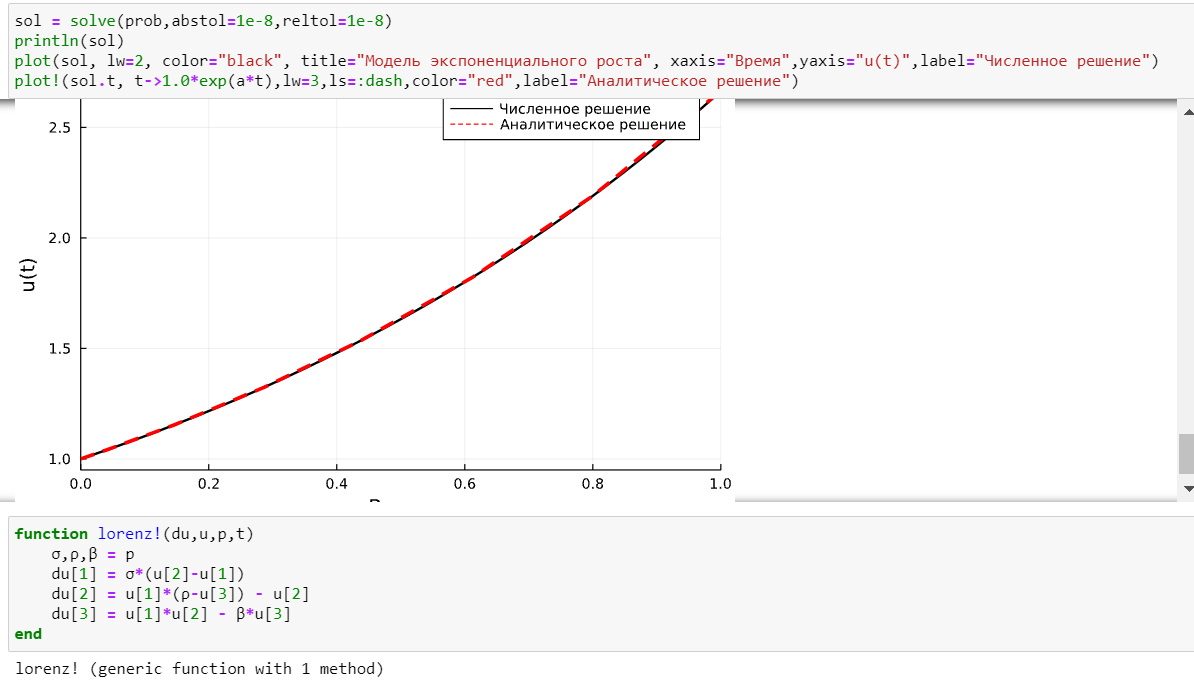 sol = solve(prob,abstol=1e-8,reltol=1e-8)
println(sol)
plot(sol, lw=2, color="black", title="Модель экспоненциального роста", xaxis="Время",yaxis="u(t)",label="Численное решение")
plot!(sol.t, t->1.0*exp(a*t),lw=3,ls=:dash,color="red",label="Аналитическое решение")
Численное решение
Аналитическое решение
2.5
2.0
1.5
1.0
u(t)
0.0 0.2 0.4 0.6 0.8 1.0
function lorenz!(du,u,p,t)
    σ,ρ,β = p
    du[1] = σ*(u[2]-u[1])
    du[2] = u[1]*(ρ-u[3]) - u[2]
    du[3] = u[1]*u[2] - β*u[3]
end
lorenz! (generic function with 1 method)